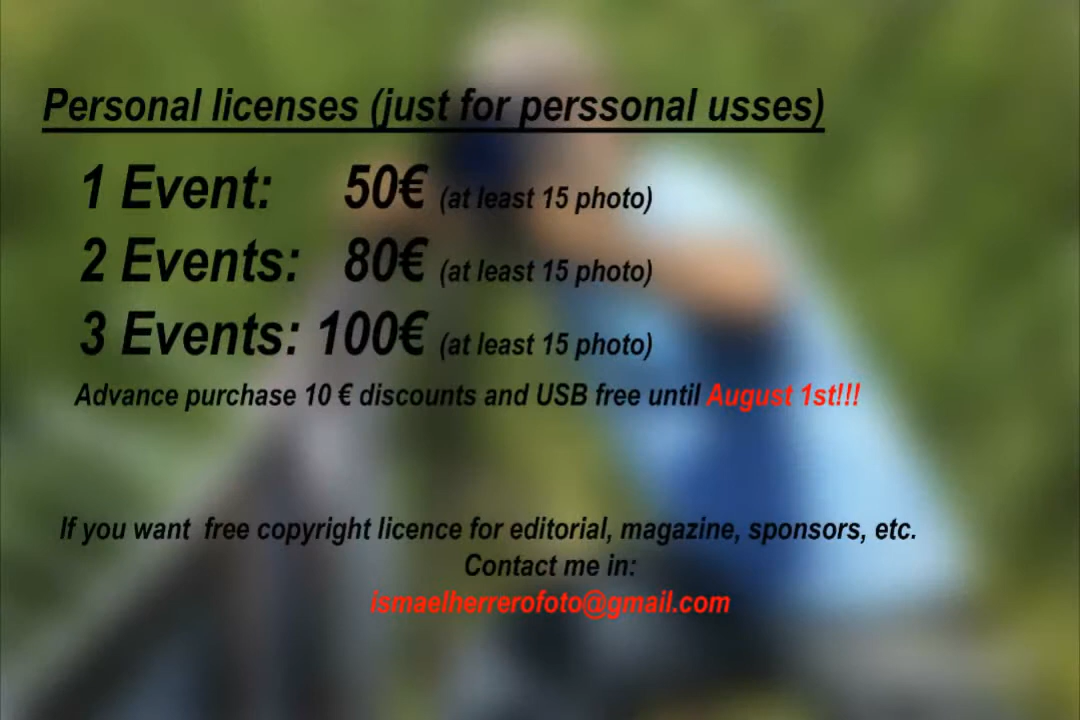 Personal licenses (just for perssonal usses)
1 Event: 50€ (at least 15 photo)
2 Events: 80€ (at least 15 photo)
3 Events: 100€ (at least 15 photo)
Advance purchase 10 € discounts and USB free until August 1st!!!
If you want free copyright licence for editorial, magazine, sponsors, etc.
Contact me in:
ismaelherrerofoto@gmail.com